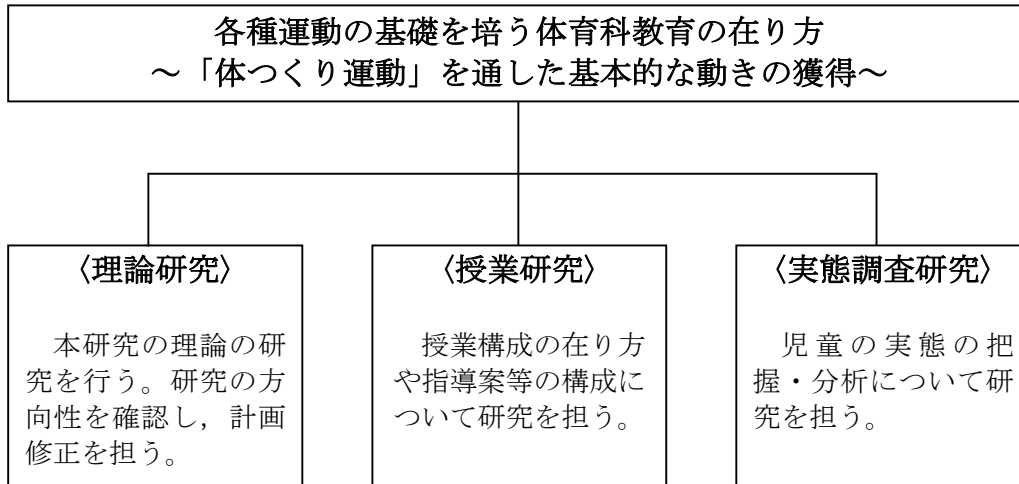 各種運動の基礎を培う体育科教育の在り方
～「体つくり運動」を通した基本的な動きの獲得～
〈理論研究〉
本研究の理論の研
究を行う。研究の方
向性を確認し，計画
修正を担う。
〈授業研究〉
授業構成の在り方
や指導案等の構成に
ついて研究を担う。
〈実態調査研究〉
児童の実態の把
握・分析について研
究を担う。